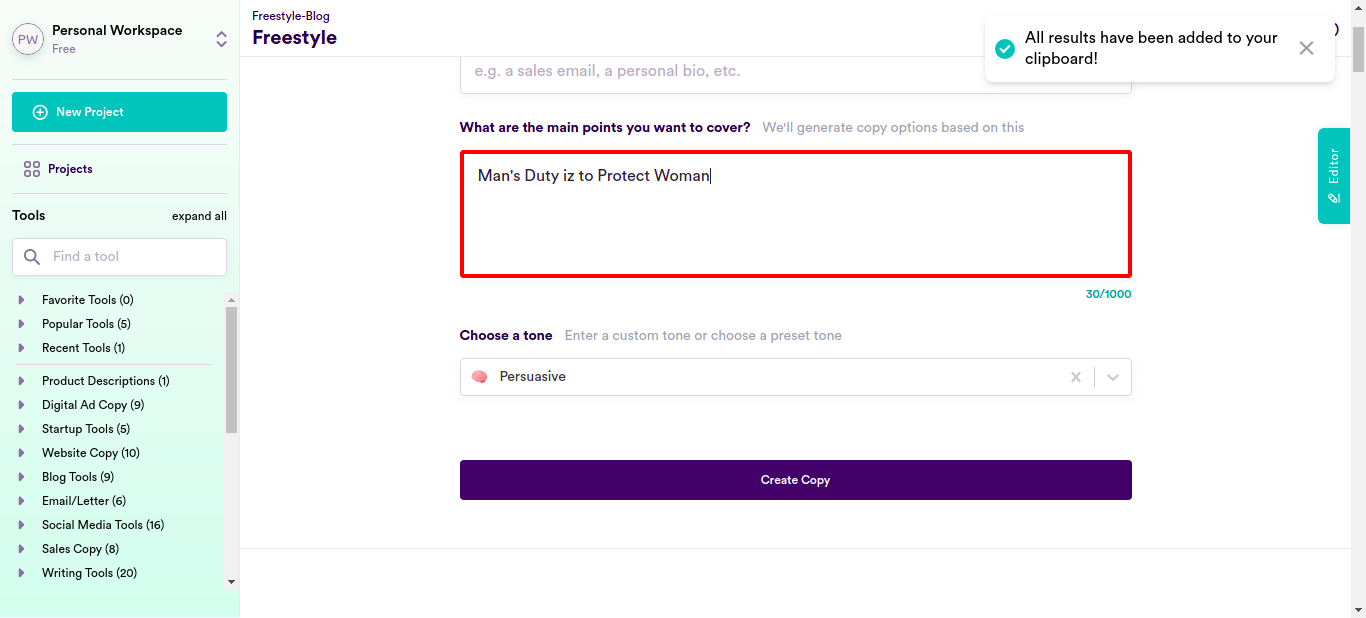 PW
Personal Workspace
Free
New Project
Projects
Tools
expand all
Find a tool
Favorite Tools (0)
Popular Tools (5)
Recent Tools (1)
Product Descriptions (1)
Digital Ad Copy (9)
Startup Tools (5)
Website Copy (10)
Blog Tools (9)
Email/Letter (6)
Social Media Tools (16)
Sales Copy (8)
Writing Tools (20)
Freestyle-Blog
Freestyle
All results have been added to your
clipboard!
e.g. a sales email, a personal bio, etc.
What are the main points you want to cover? We'll generate copy options based on this
Man's Duty iz to Protect Woman
30/1000
Choose a tone Enter a custom tone or choose a preset tone
Persuasive
Create Copy
Editor